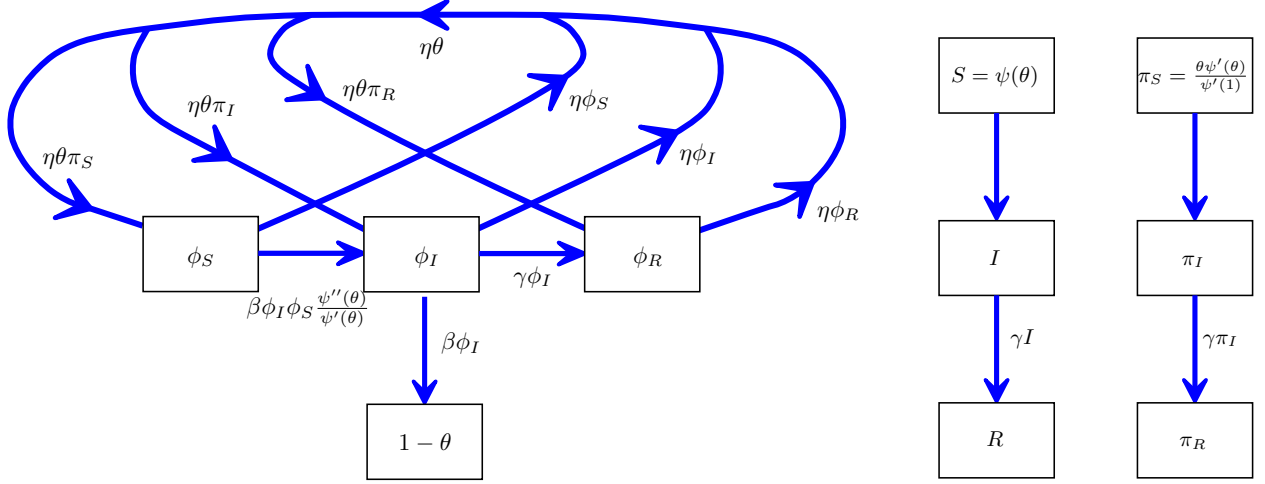 ηθ
ηθπ_R
ηφ_S
ηθπ_I
ηφ_I
ηθπ_S
ηφ_R
φ_S
φ_I
φ_R
βφ_Iφ_S ψ''(θ)/ψ'(θ)
γφ_I
βφ_I
1 − θ
S = ψ(θ)
I
γI
R
π_S = θψ'(θ)/ψ'(1)
π_I
γπ_I
π_R